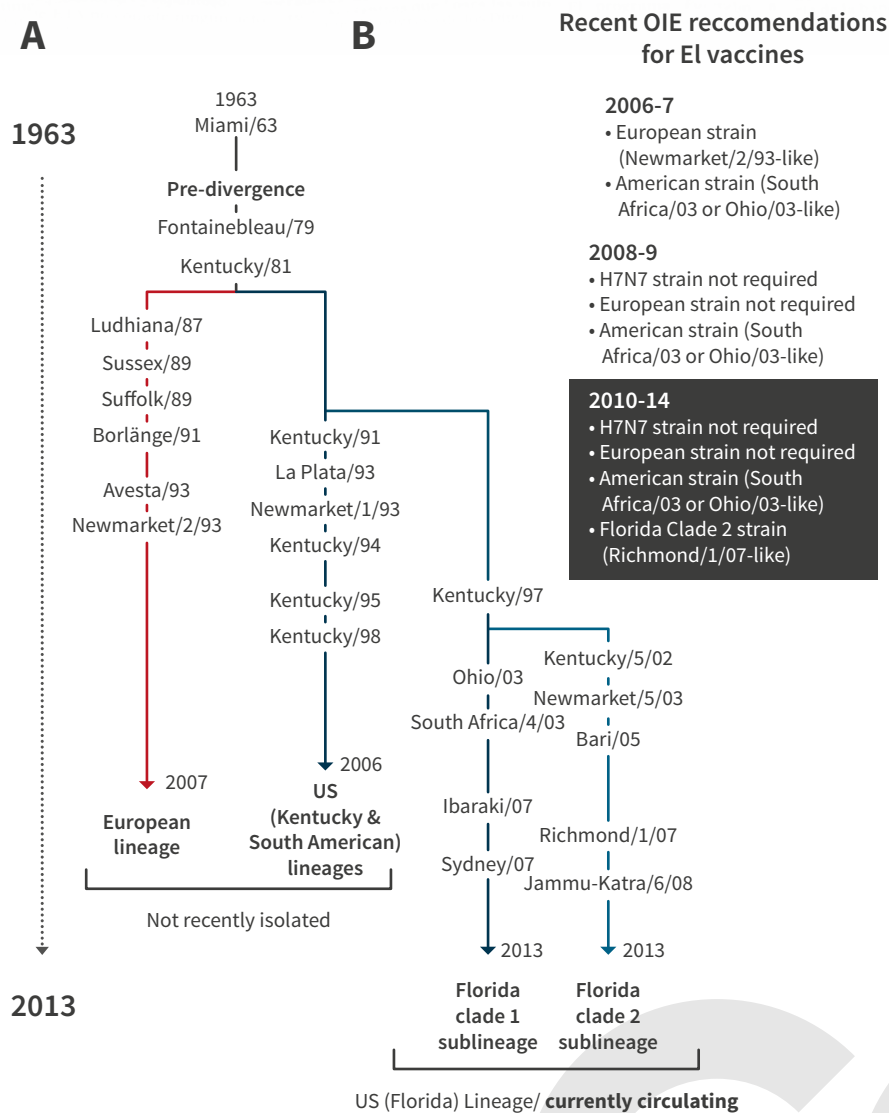 A
B
Recent OIE reccomendations
for EI vaccines
1963
1963
Miami/63
Pre-divergence
Fontainebleau/79
Kentucky/81
Ludhiana/87
Sussex/89
Suffolk/89
Borlänge/91
Avesta/93
Newmarket/2/93
2007
European
lineage
Kentucky/91
La Plata/93
Newmarket/1/93
Kentucky/94
Kentucky/95
Kentucky/98
2006
US
(Kentucky &
South American)
lineages
Not recently isolated
Kentucky/97
Ohio/03
South Africa/4/03
Ibaraki/07
Sydney/07
2013
Florida
clade 1
sublineage
Kentucky/5/02
Newmarket/5/03
Bari/05
Richmond/1/07
Jammu-Katra/6/08
2013
Florida
clade 2
sublineage
US (Florida) Lineage/ currently circulating
2013
2006-7
• European strain
(Newmarket/2/93-like)
• American strain (South
Africa/03 or Ohio/03-like)
2008-9
• H7N7 strain not required
• European strain not required
• American strain (South
Africa/03 or Ohio/03-like)
2010-14
• H7N7 strain not required
• European strain not required
• American strain (South
Africa/03 or Ohio/03-like)
• Florida Clade 2 strain
(Richmond/1/07-like)